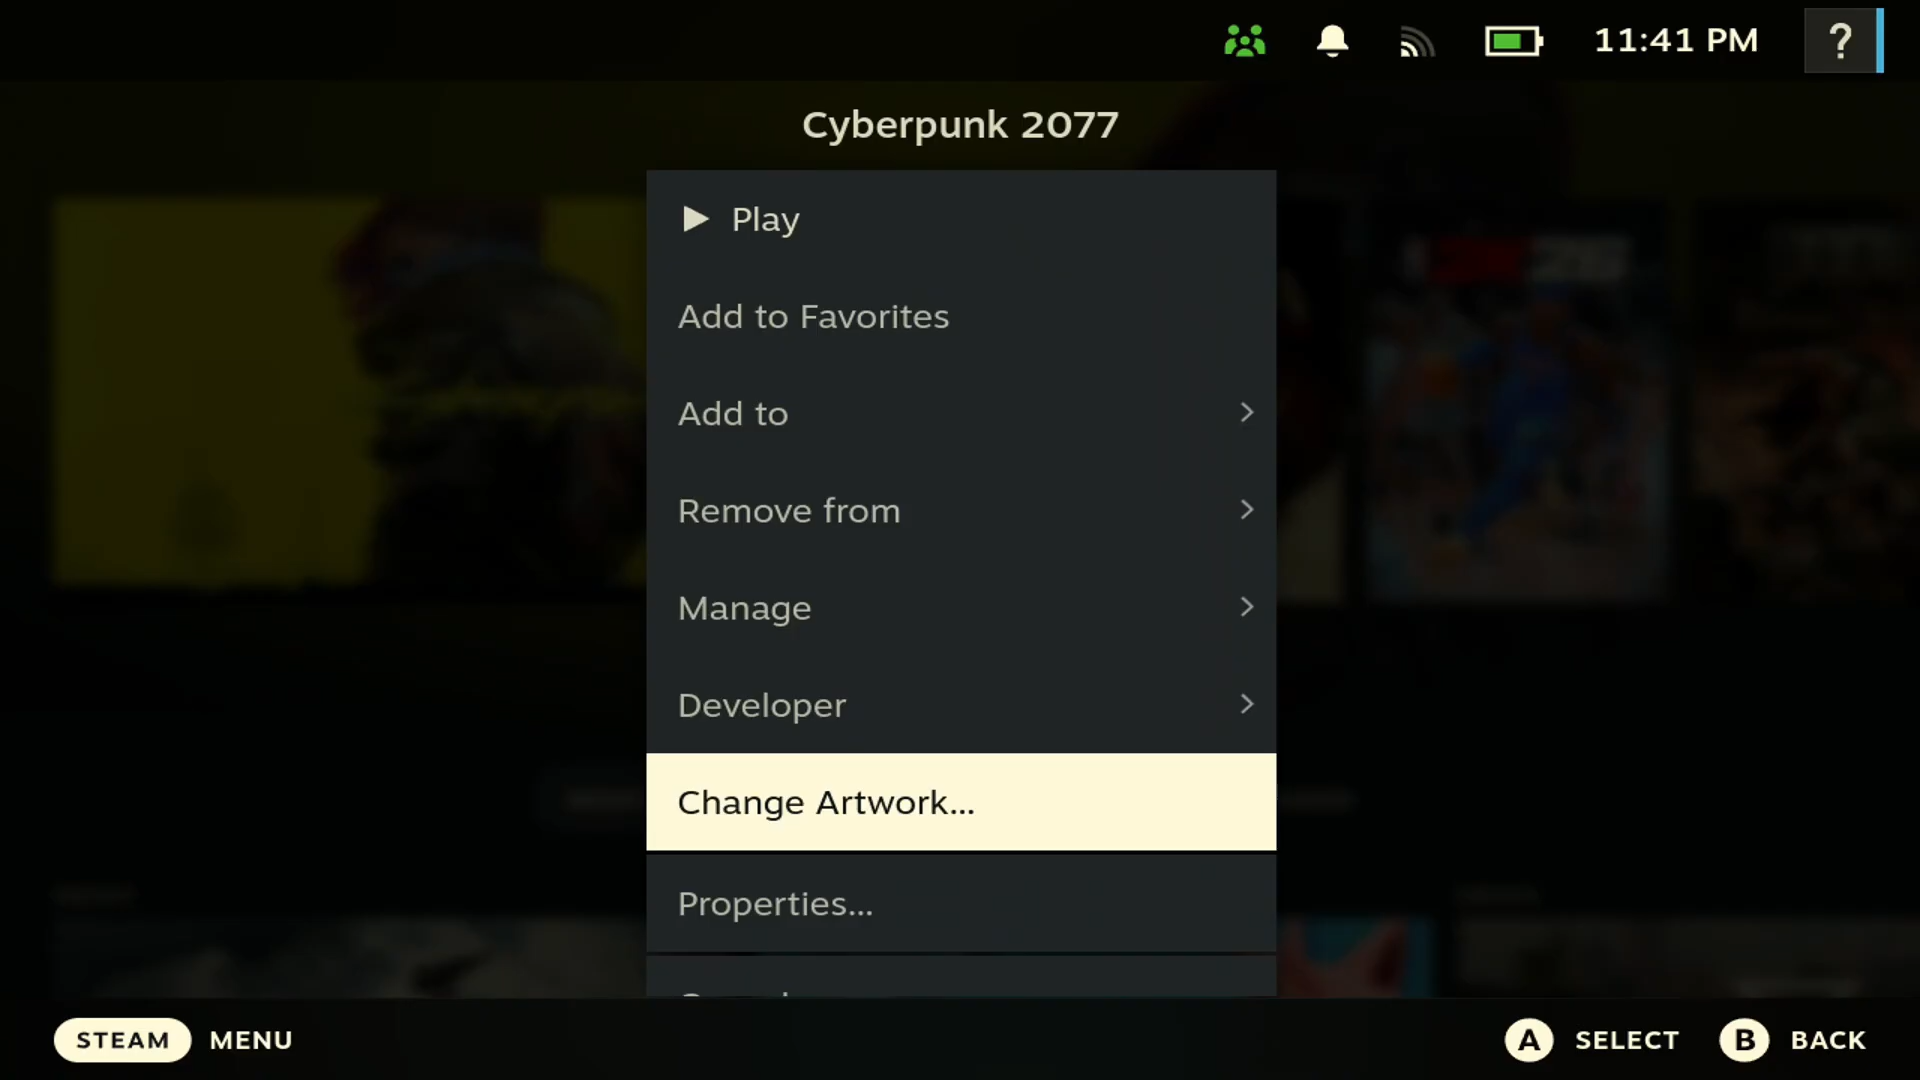 11:41 PM
?
Cyberpunk 2077
Play
Add to Favorites
Add to
Remove from
Manage
Developer
Change Artwork...
Properties...
STEAM MENU
A SELECT B BACK